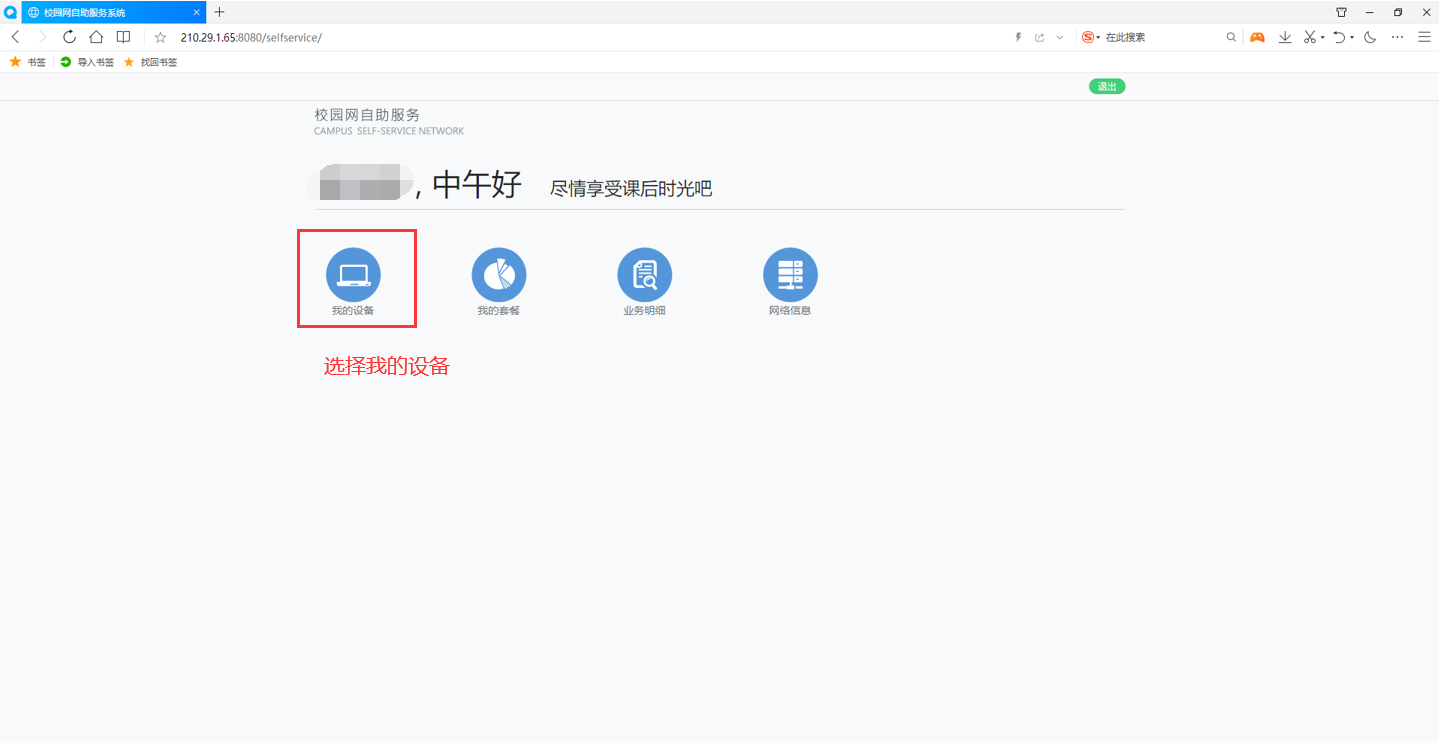 校园网自助服务系统
210.29.1.65:8080/selfservice/
在此搜索
书签
导入书签
找回书签
退出
校园网自助服务
CAMPUS SELF-SERVICE NETWORK
, 中午好 尽情享受课后时光吧
我的设备 我的套餐 业务明细 网络信息
选择我的设备